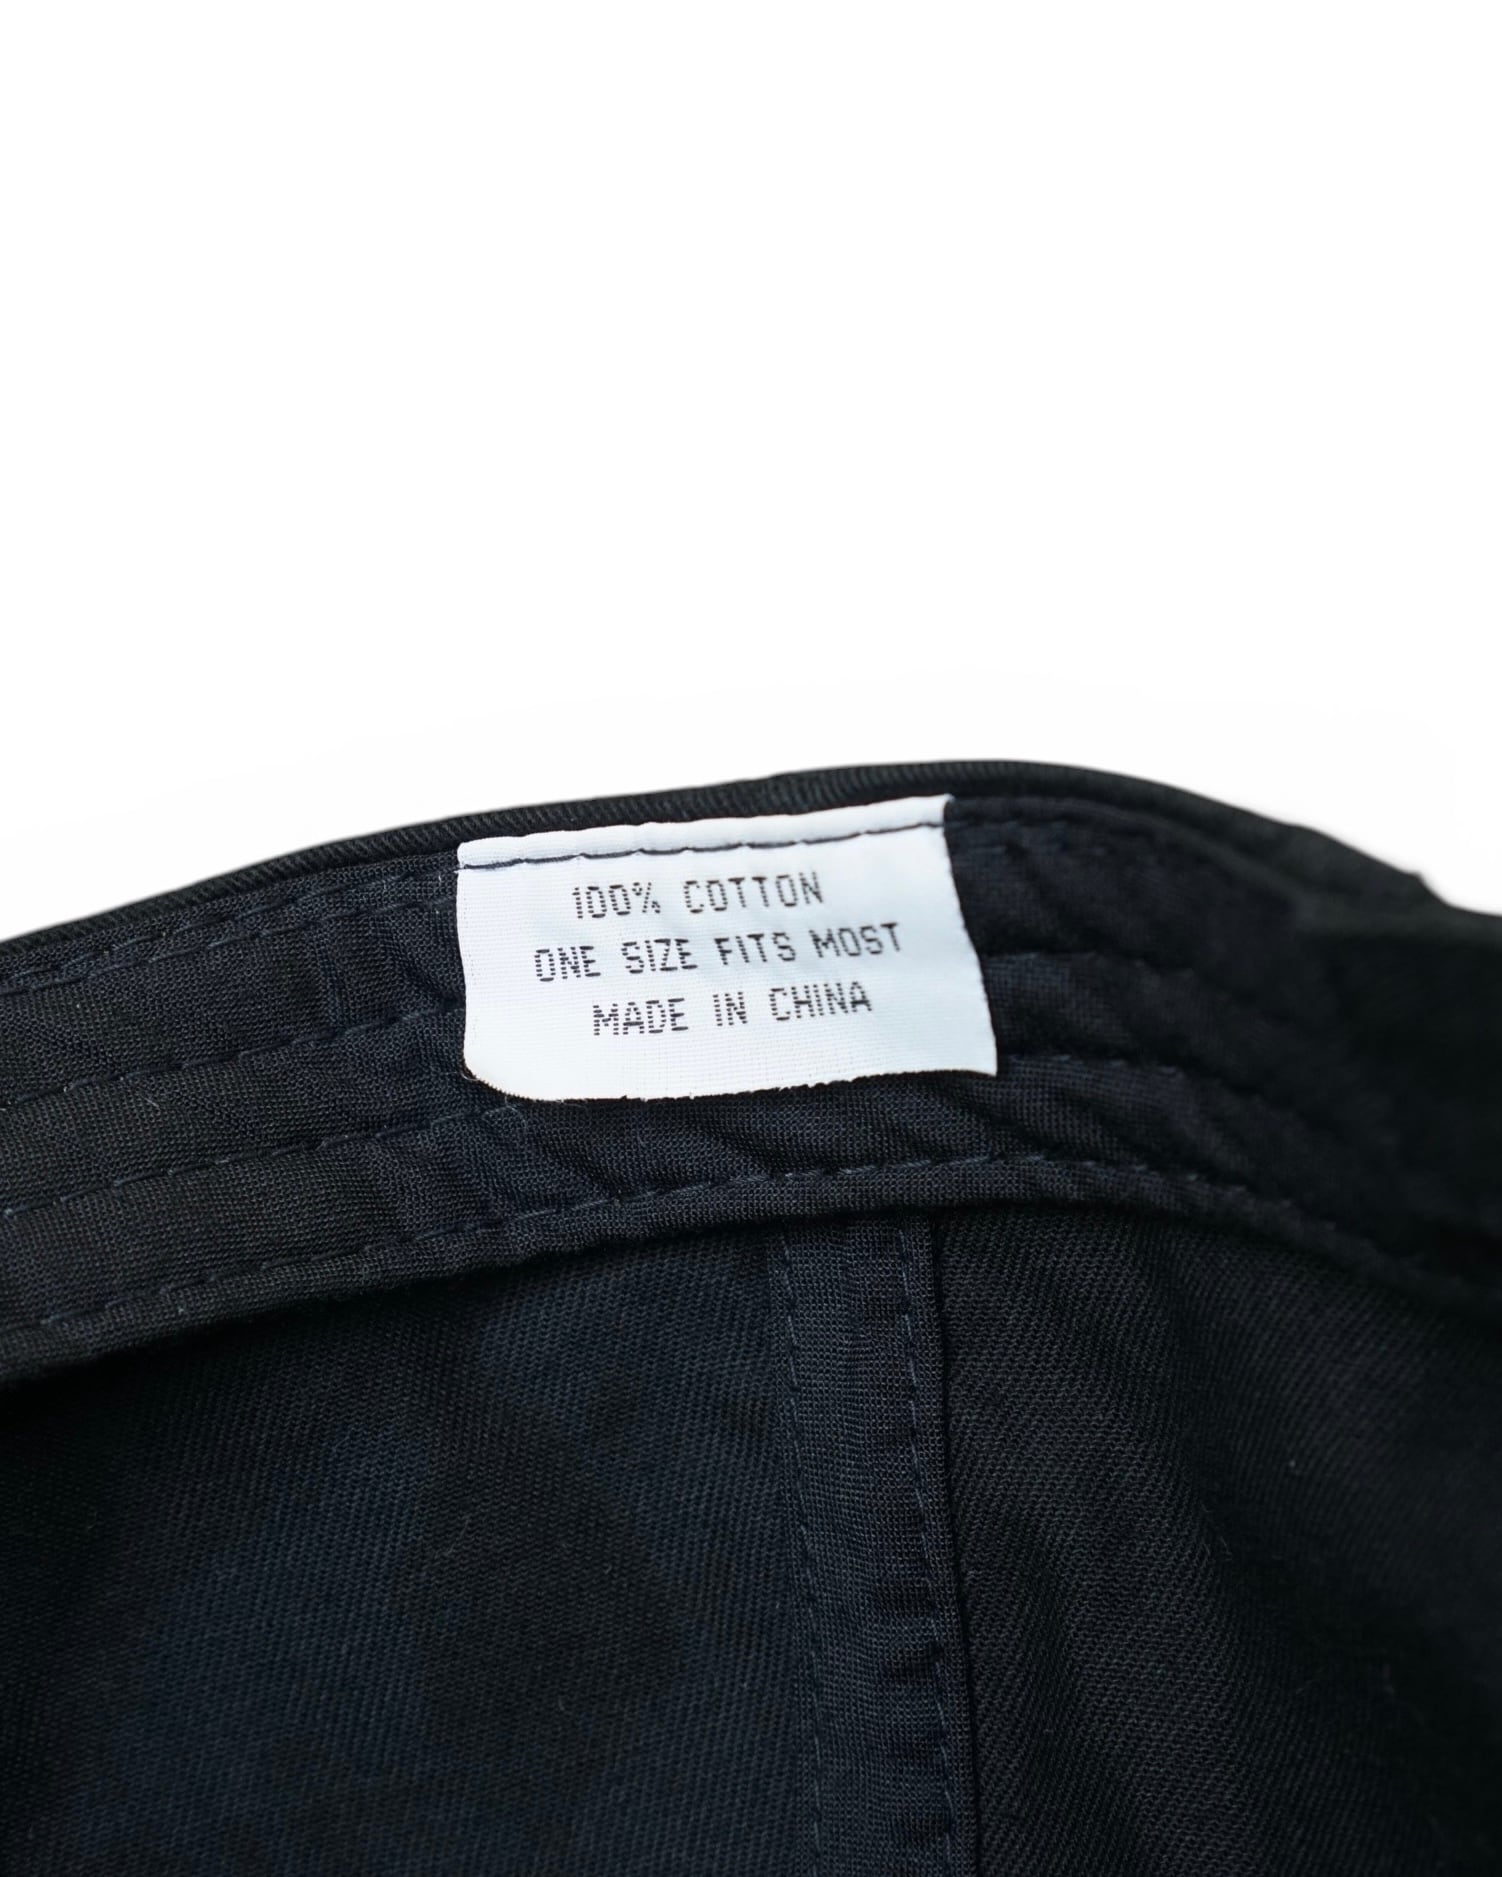 100% COTTON
ONE SIZE FITS MOST
MADE IN CHINA